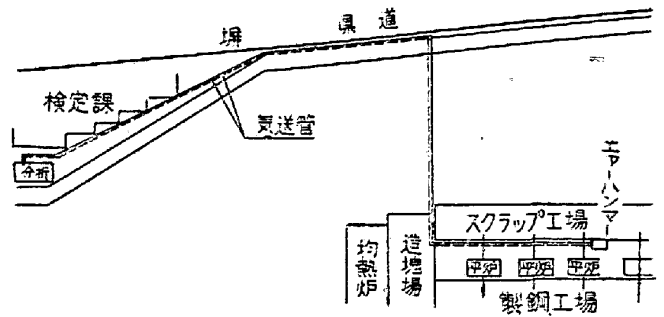 塀 県道
検定課
気送管
分析
エアーハンマー
スクラップ工場
均熱炉
造塊場
平炉 平炉 平炉
製鋼工場